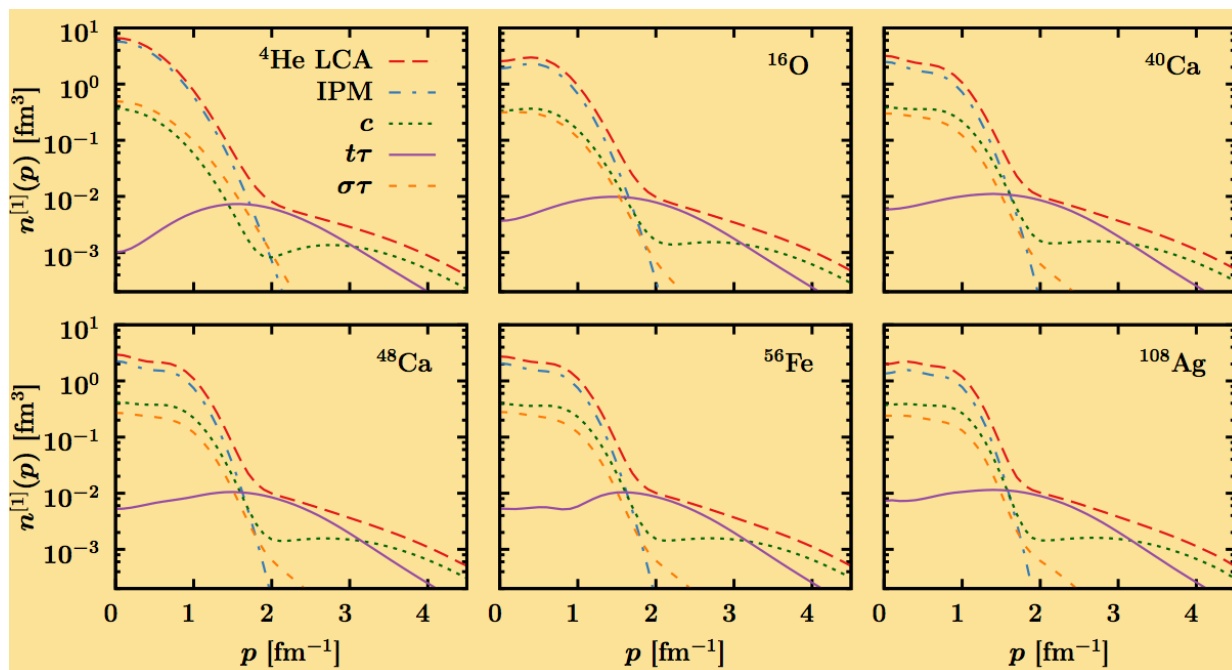 n^[1](p) [fm³]
10¹
10⁰
10⁻¹
10⁻²
10⁻³
⁴He LCA
IPM
c
tτ
στ
¹⁶O
⁴⁰Ca
n^[1](p) [fm³]
10¹
10⁰
10⁻¹
10⁻²
10⁻³
⁴⁸Ca
⁵⁶Fe
¹⁰⁸Ag
0 1 2 3 4 0 1 2 3 4 0 1 2 3 4
p [fm⁻¹] p [fm⁻¹] p [fm⁻¹]